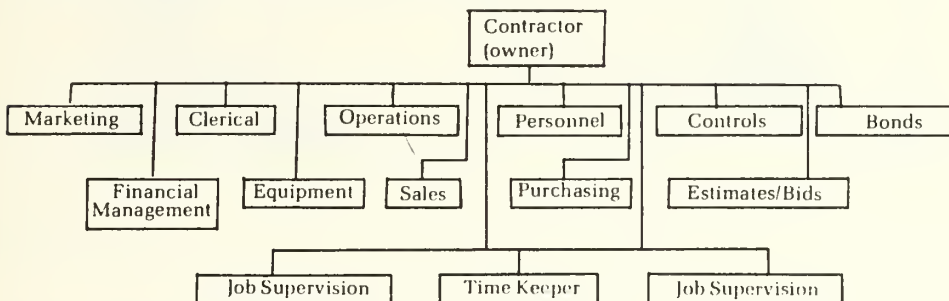 Contractor
(owner)
Marketing
Clerical
Operations
Personnel
Controls
Bonds
Financial
Management
Equipment
Sales
Purchasing
Estimates/Bids
Job Supervision
Time Keeper
Job Supervision